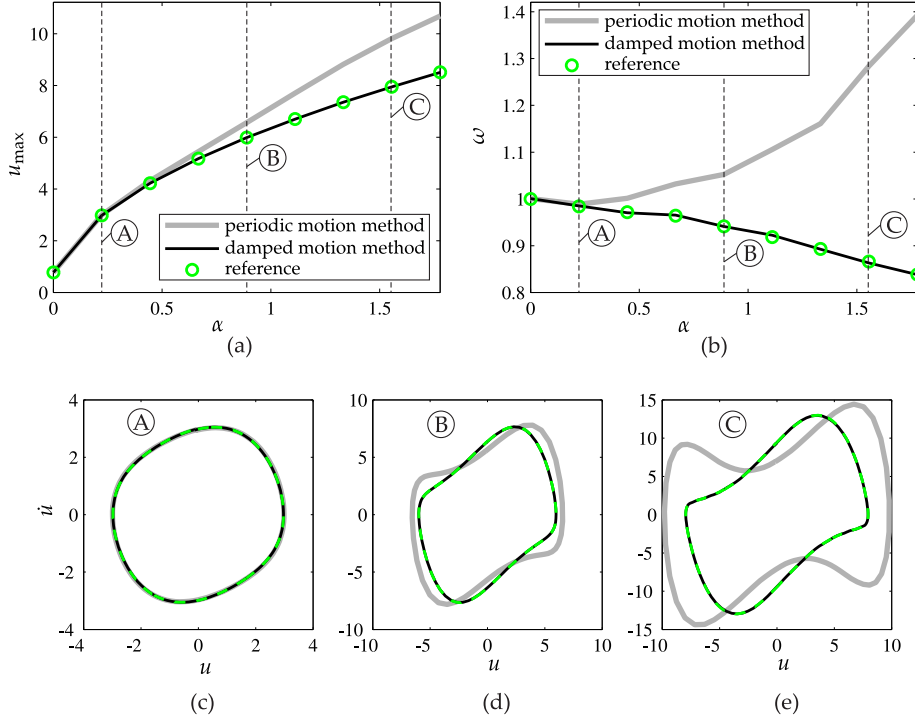 10
8
6
4
2
0
u_max
0
0.5
1
1.5
α
A
B
C
periodic motion method
damped motion method
reference
(a)
1.4
1.3
1.2
1.1
1
0.9
0.8
ω
0
0.5
1
1.5
α
periodic motion method
damped motion method
reference
A
B
C
(b)
4
2
0
-2
-4
u̇
-4
-2
0
2
4
u
A
(c)
10
5
0
-5
-10
-10
-5
0
5
10
u
B
(d)
15
10
5
0
-5
-10
-15
-10
-5
0
5
10
u
C
(e)